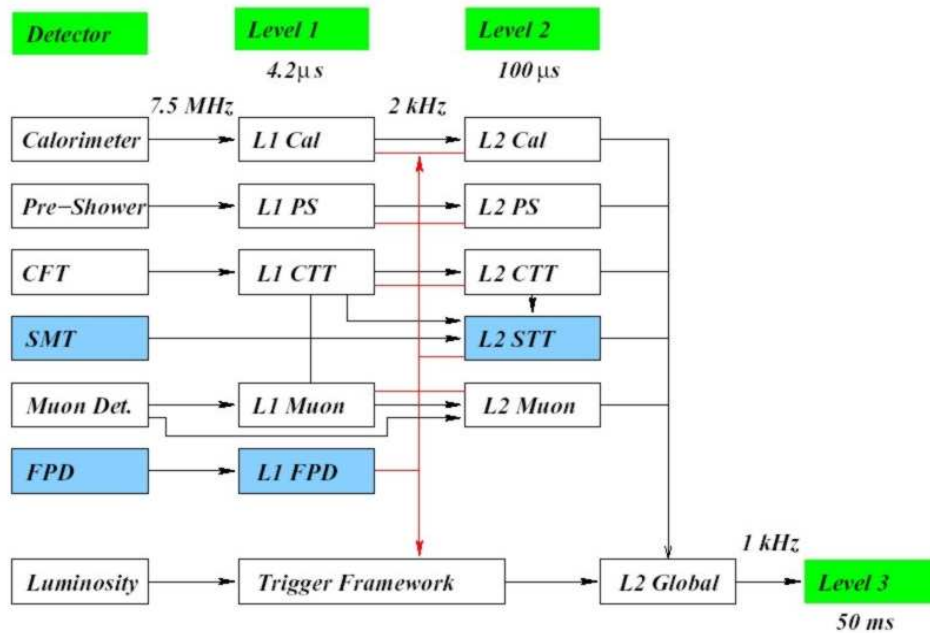 Detector
Level 1
Level 2
4.2μs
100 μs
7.5 MHz
2 kHz
Calorimeter
L1 Cal
L2 Cal
Pre-Shower
L1 PS
L2 PS
CFT
L1 CTT
L2 CTT
SMT
L2 STT
Muon Det.
L1 Muon
L2 Muon
FPD
L1 FPD
1 kHz
Luminosity
Trigger Framework
L2 Global
Level 3
50 ms